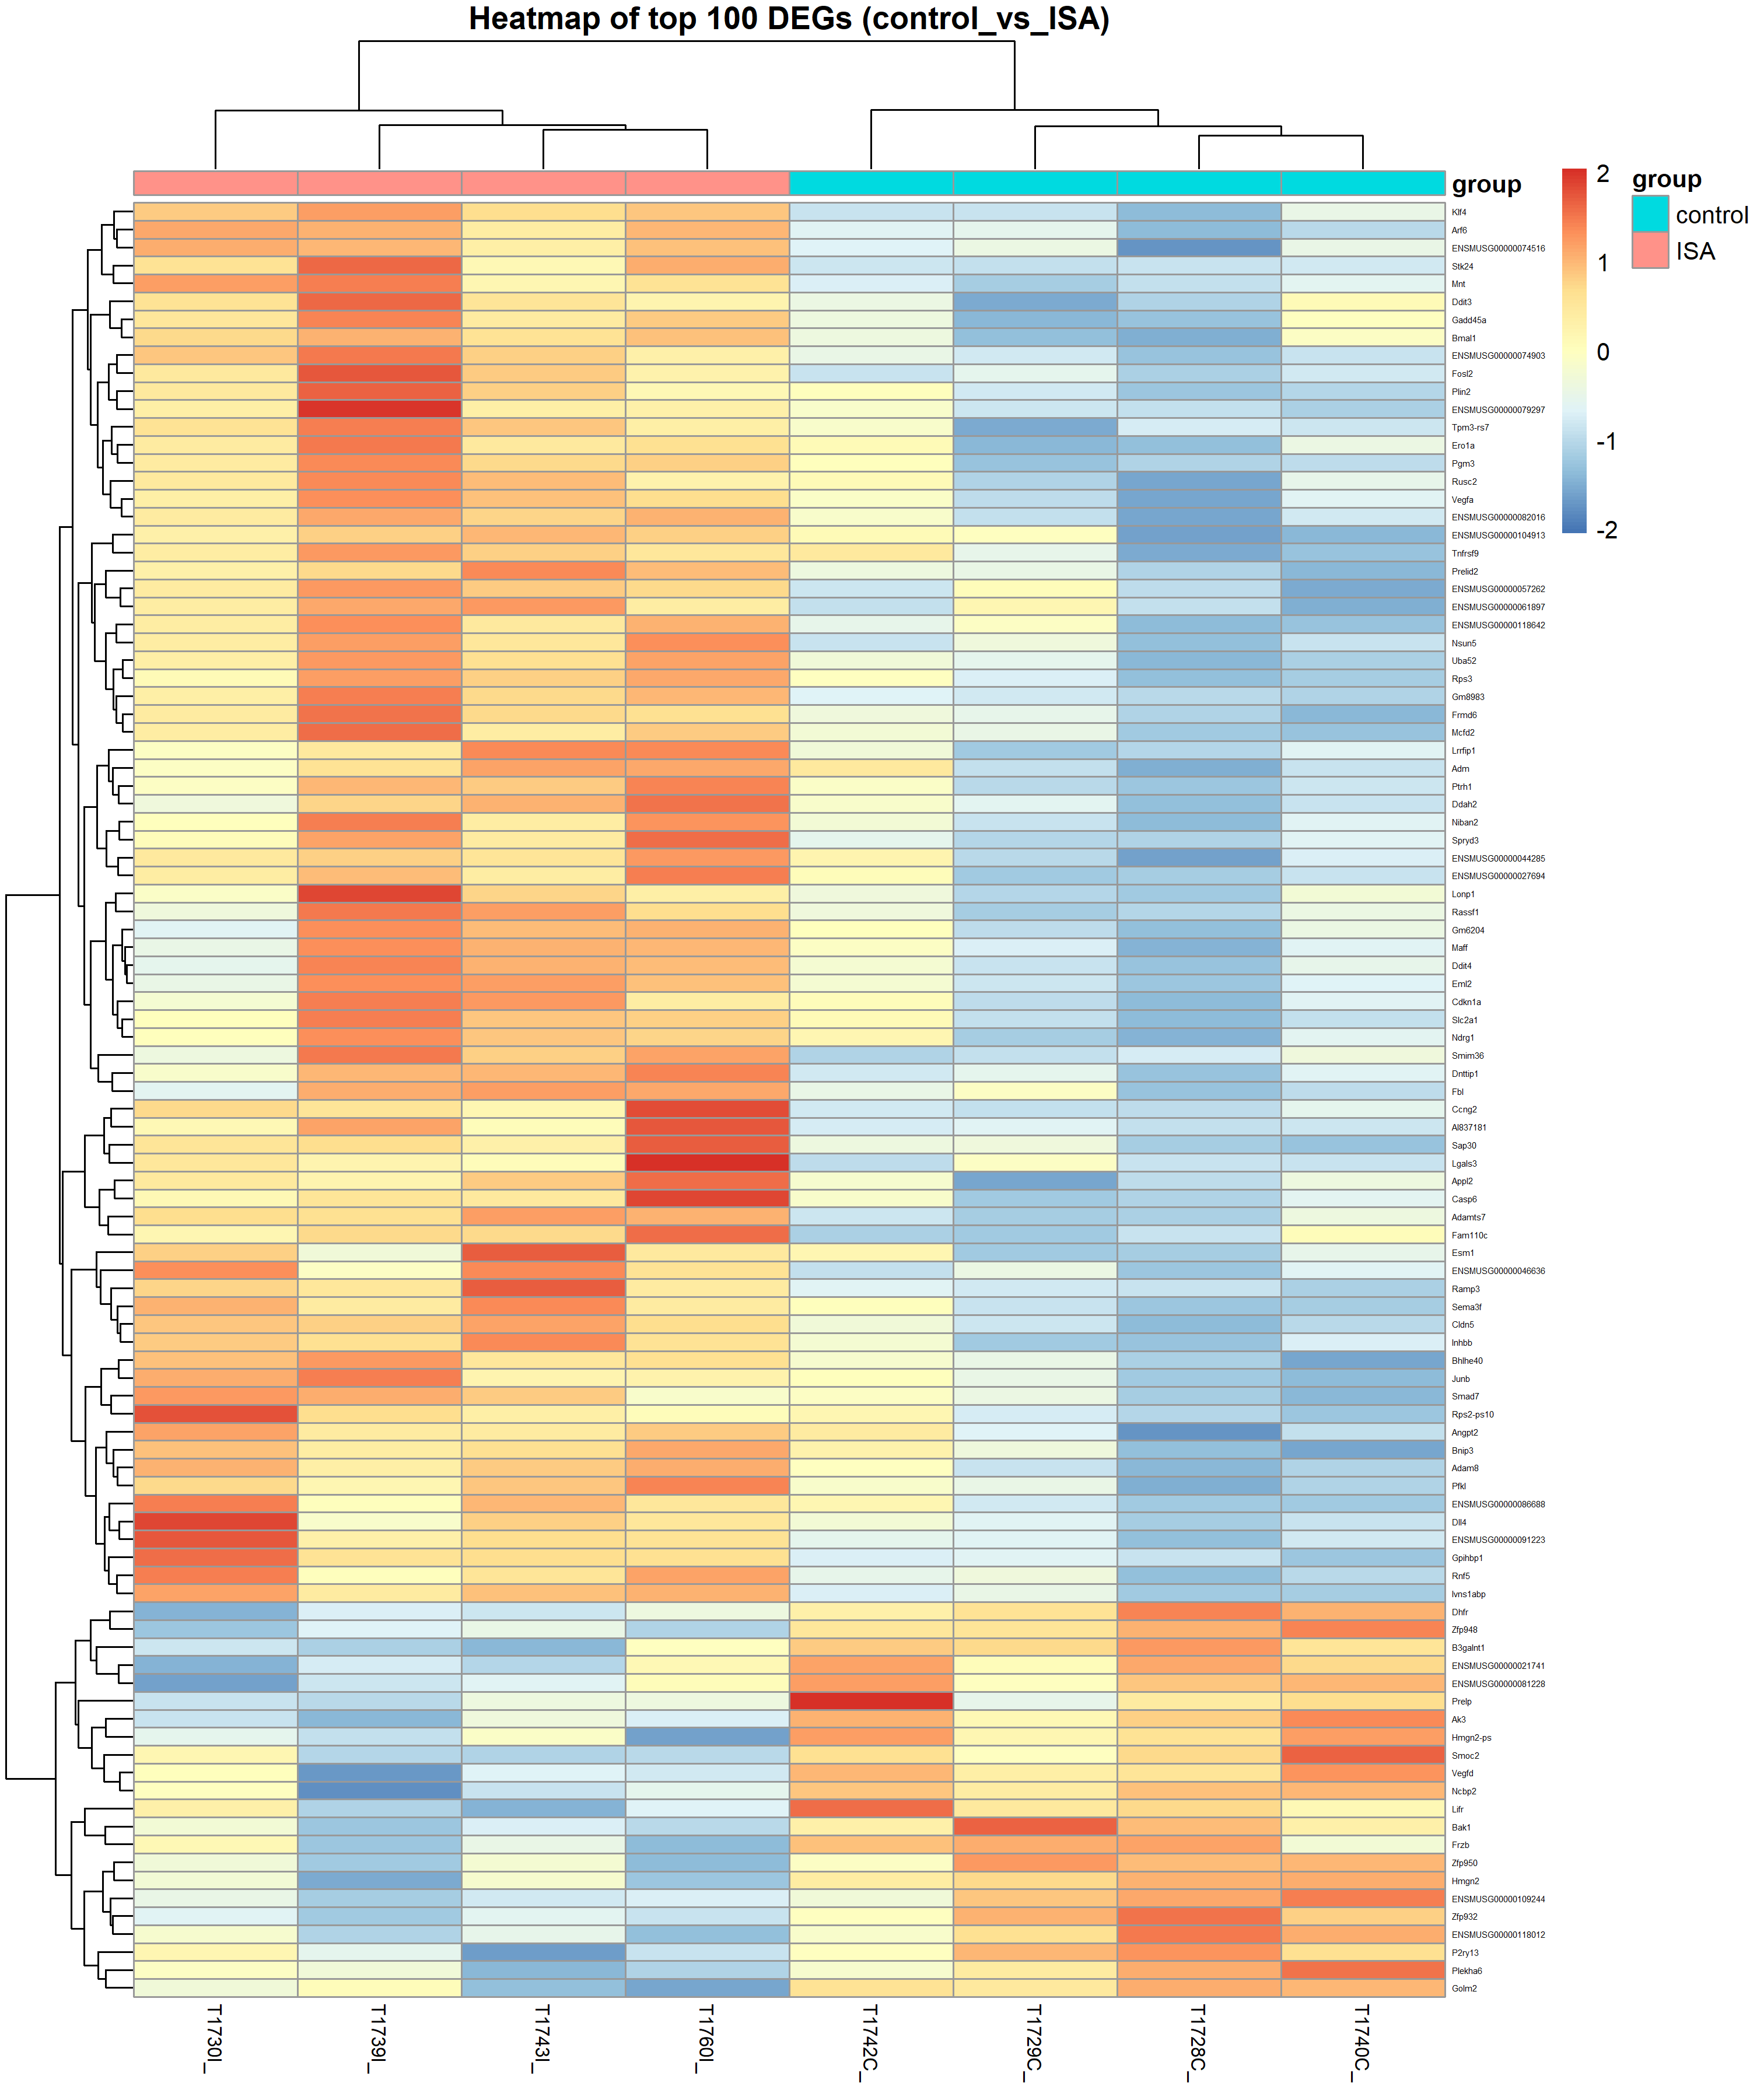 Heatmap of top 100 DEGs (control_vs_ISA)
group
2
1
0
-1
-2
group
control
ISA
Klf4
Arf6
ENSMUSG00000074516
Stk24
Mnt
Ddit3
Gadd45a
Bmal1
ENSMUSG00000074903
Fosl2
Plin2
ENSMUSG00000079297
Tpm3-rs7
Ero1a
Pgm3
Rusc2
Vegfa
ENSMUSG00000082016
ENSMUSG00000104913
Tnfrsf9
Prelid2
ENSMUSG00000057262
ENSMUSG00000061897
ENSMUSG00000118642
Nsun5
Uba52
Rps3
Gm8983
Frmd6
Mcfd2
Lrrfip1
Adm
Ptrh1
Ddah2
Niban2
Spryd3
ENSMUSG00000044285
ENSMUSG00000027694
Lonp1
Rassf1
Gm6204
Maff
Ddit4
Eml2
Cdkn1a
Slc2a1
Ndrg1
Smim36
Dnttip1
Fbl
Ccng2
AI837181
Sap30
Lgals3
Appl2
Casp6
Adamts7
Fam110c
Esm1
ENSMUSG00000046636
Ramp3
Sema3f
Cldn5
Inhbb
Bhlhe40
Junb
Smad7
Rps2-ps10
Angpt2
Bnip3
Adam8
Pfkl
ENSMUSG00000086688
Dll4
ENSMUSG00000091223
Gpihbp1
Rnf5
Ivns1abp
Dhfr
Zfp948
B3galnt1
ENSMUSG00000021741
ENSMUSG00000081228
Prelp
Ak3
Hmgn2-ps
Smoc2
Vegfd
Ncbp2
Lifr
Bak1
Frzb
Zfp950
Hmgn2
ENSMUSG00000109244
Zfp932
ENSMUSG00000118012
P2ry13
Plekha6
Golm2
T1730I_
T1739I_
T1743I_
T1760I_
T1742C_
T1729C_
T1728C_
T1740C_